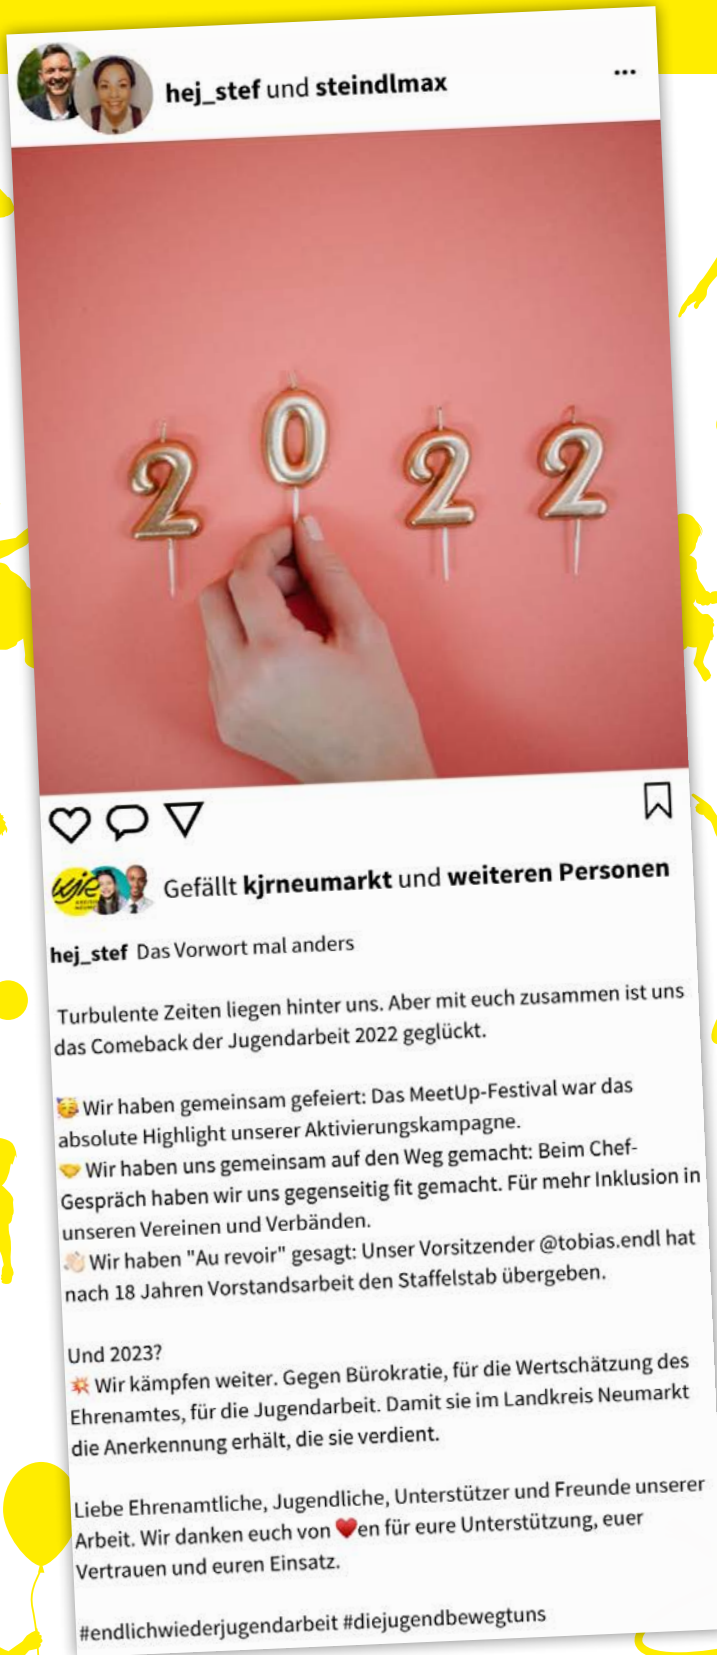 hej_stef und steindlmax
...
2022
kjr
Gefällt kjrneumarkt und weiteren Personen
hej_stef Das Vorwort mal anders
Turbulente Zeiten liegen hinter uns. Aber mit euch zusammen ist uns
das Comeback der Jugendarbeit 2022 geglückt.
🥳 Wir haben gemeinsam gefeiert: Das MeetUp-Festival war das
absolute Highlight unserer Aktivierungskampagne.
🤝 Wir haben uns gemeinsam auf den Weg gemacht: Beim Chef-
Gespräch haben wir uns gegenseitig fit gemacht. Für mehr Inklusion in
unseren Vereinen und Verbänden.
👋🏻 Wir haben "Au revoir" gesagt: Unser Vorsitzender @tobias.endl hat
nach 18 Jahren Vorstandsarbeit den Staffelstab übergeben.
Und 2023?
💥 Wir kämpfen weiter. Gegen Bürokratie, für die Wertschätzung des
Ehrenamtes, für die Jugendarbeit. Damit sie im Landkreis Neumarkt
die Anerkennung erhält, die sie verdient.
Liebe Ehrenamtliche, Jugendliche, Unterstützer und Freunde unserer
Arbeit. Wir danken euch von ❤️en für eure Unterstützung, euer
Vertrauen und euren Einsatz.
#endlichwiederjugendarbeit #diejugendbewegtuns